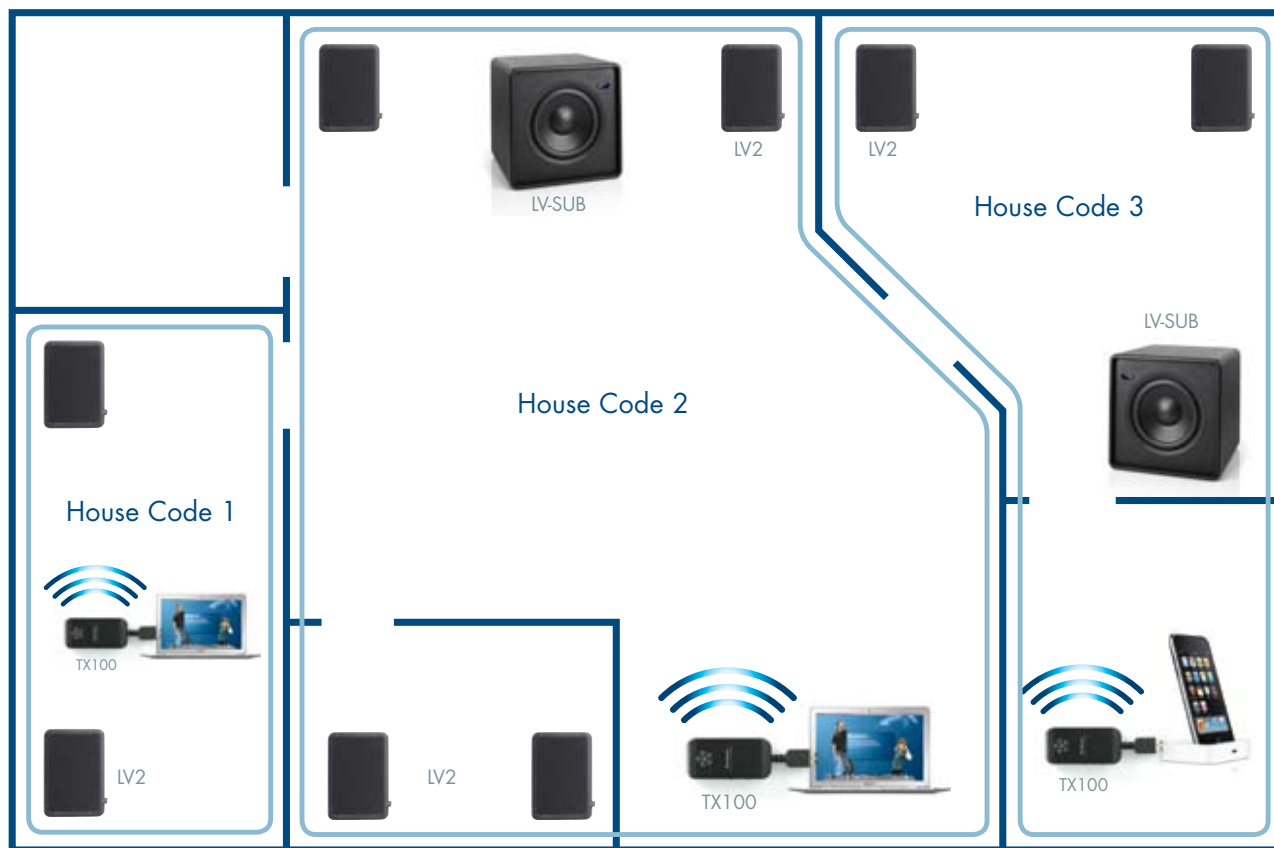 LV2
LV2
LV-SUB
House Code 3
LV-SUB
House Code 2
House Code 1
TX100
LV2
LV2
TX100
TX100